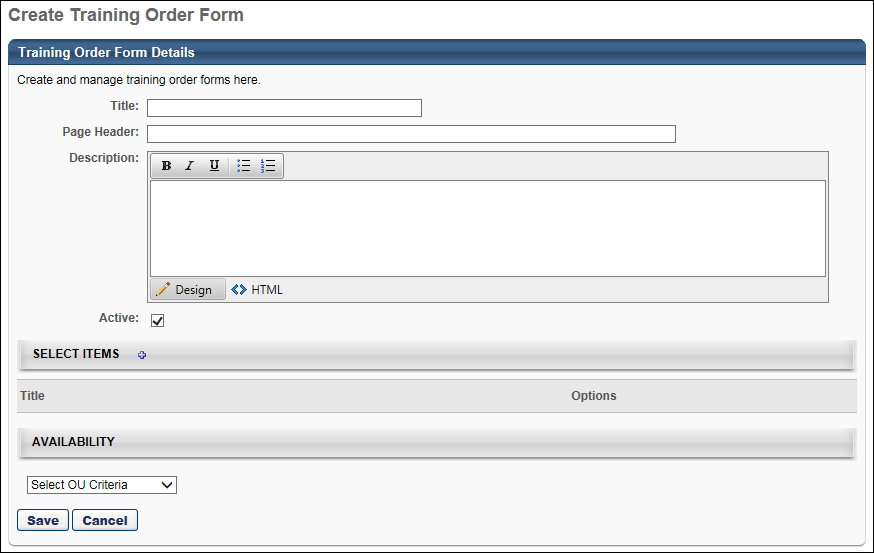 Create Training Order Form
Training Order Form Details
Create and manage training order forms here.
Title:
Page Header:
Description:
B I U
Design HTML
Active:
SELECT ITEMS
Title Options
AVAILABILITY
Select OU Criteria
Save Cancel